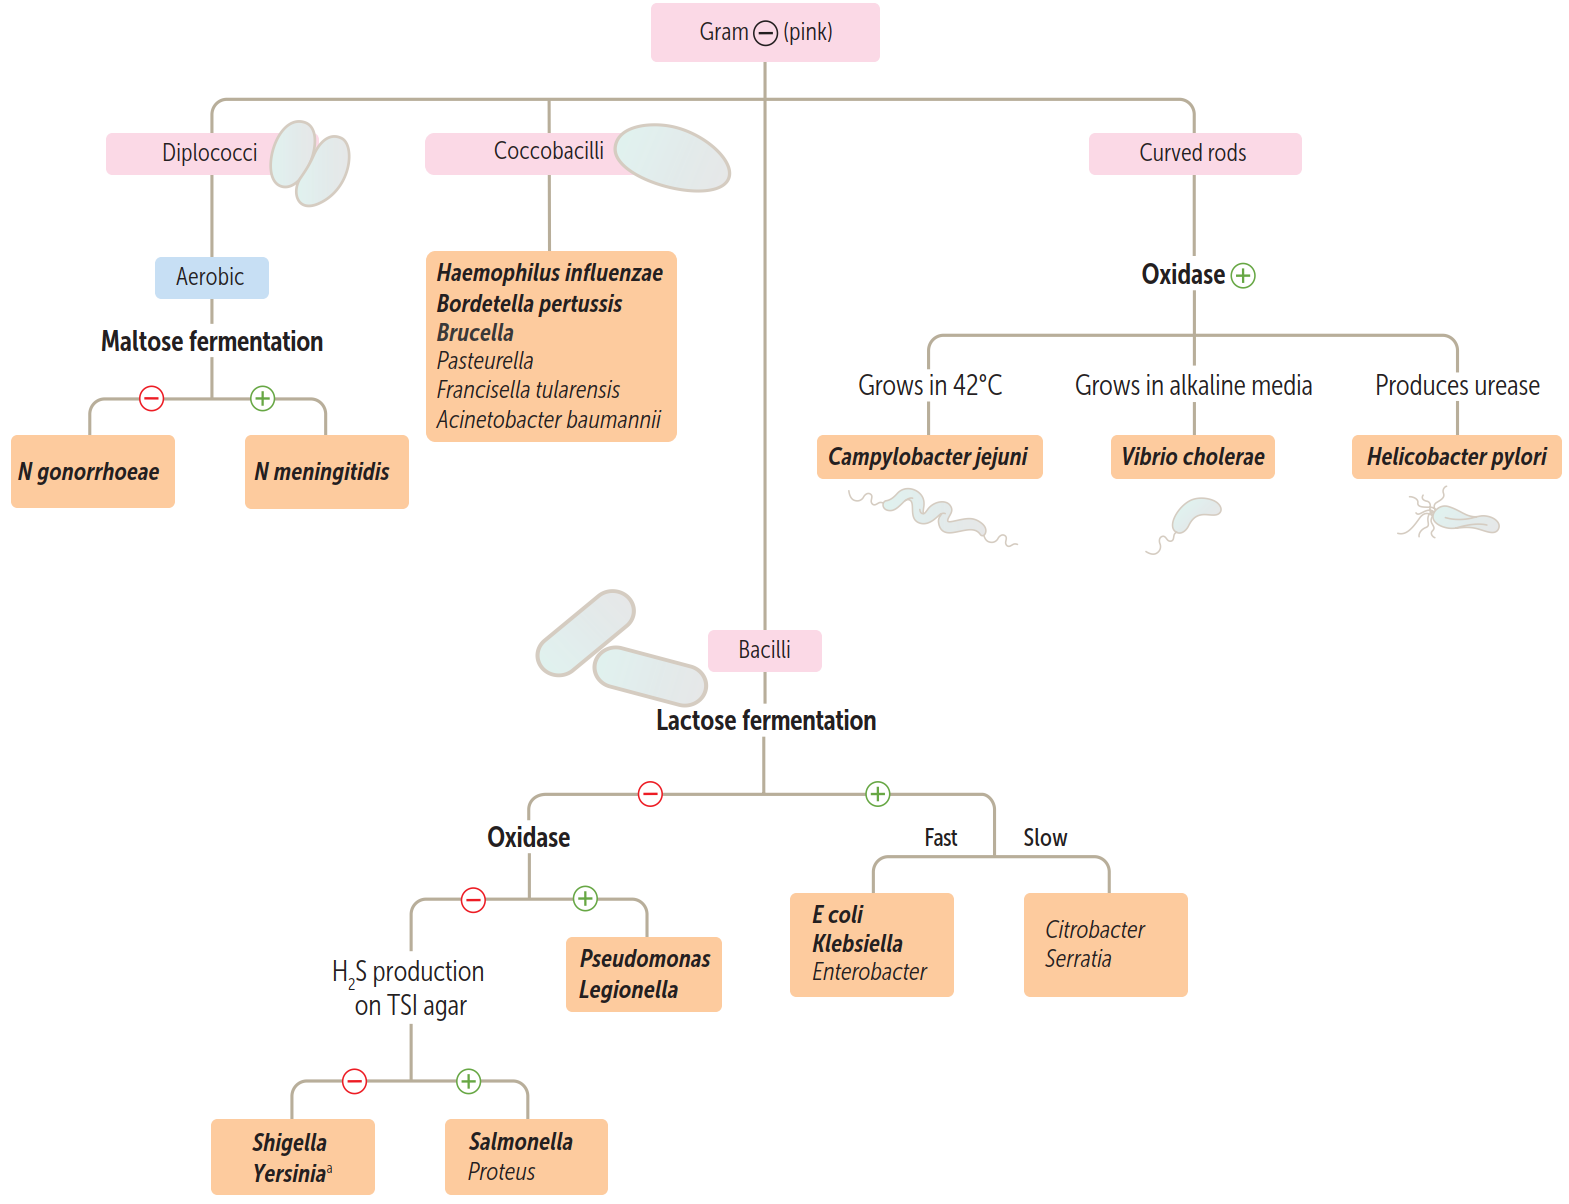 Gram ⊖ (pink)
Diplococci
Coccobacilli
Curved rods
Aerobic
Haemophilus influenzae
Bordetella pertussis
Brucella
Pasteurella
Francisella tularensis
Acinetobacter baumannii
Oxidase ⊕
Maltose fermentation
⊖ ⊕
Grows in 42°C
Grows in alkaline media
Produces urease
N gonorrhoeae
N meningitidis
Campylobacter jejuni
Vibrio cholerae
Helicobacter pylori
Bacilli
Lactose fermentation
⊖ ⊕
Oxidase
Fast
Slow
⊖ ⊕
E coli
Klebsiella
Enterobacter
Citrobacter
Serratia
Pseudomonas
Legionella
H₂S production
on TSI agar
⊖ ⊕
Shigella
Yersiniaᵃ
Salmonella
Proteus